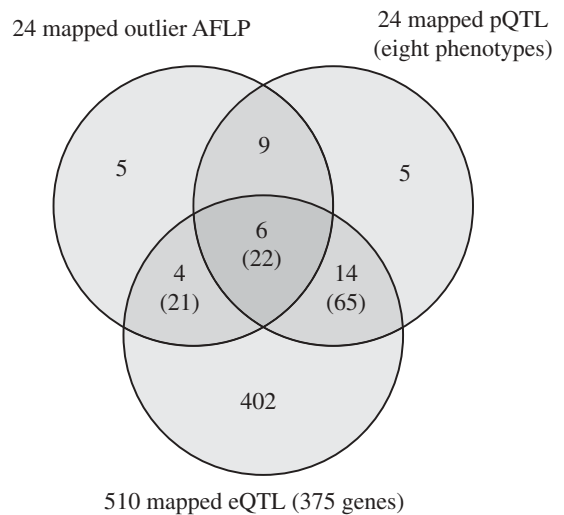 24 mapped outlier AFLP
24 mapped pQTL
(eight phenotypes)
5
9
5
6
(22)
4
(21)
14
(65)
402
510 mapped eQTL (375 genes)